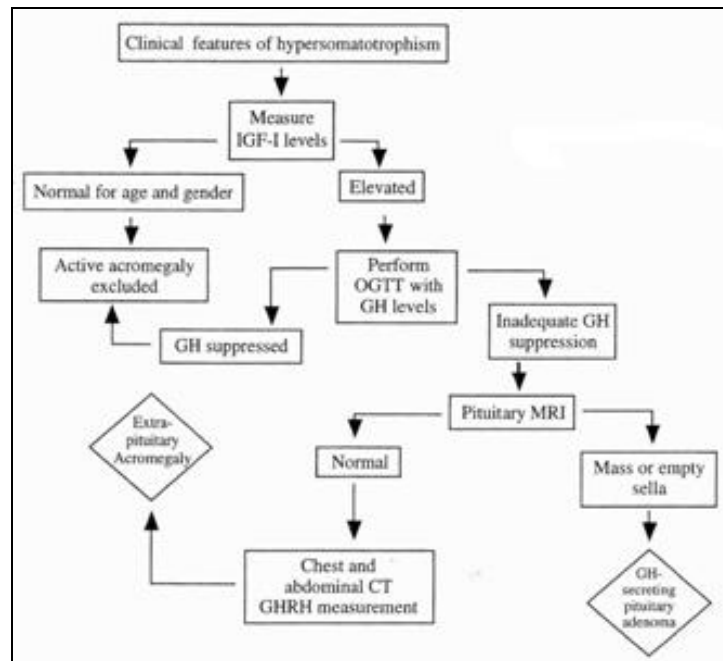 Clinical features of hypersomatotrophism
Measure
IGF-I levels
Normal for age and gender
Elevated
Active acromegaly
excluded
Perform
OGTT with
GH levels
GH suppressed
Inadequate GH
suppression
Pituitary MRI
Extra-
pituitary
Acromegaly
Normal
Mass or empty
sella
Chest and
abdominal CT
GHRH measurement
GH-
secreting
pituitary
adenoma